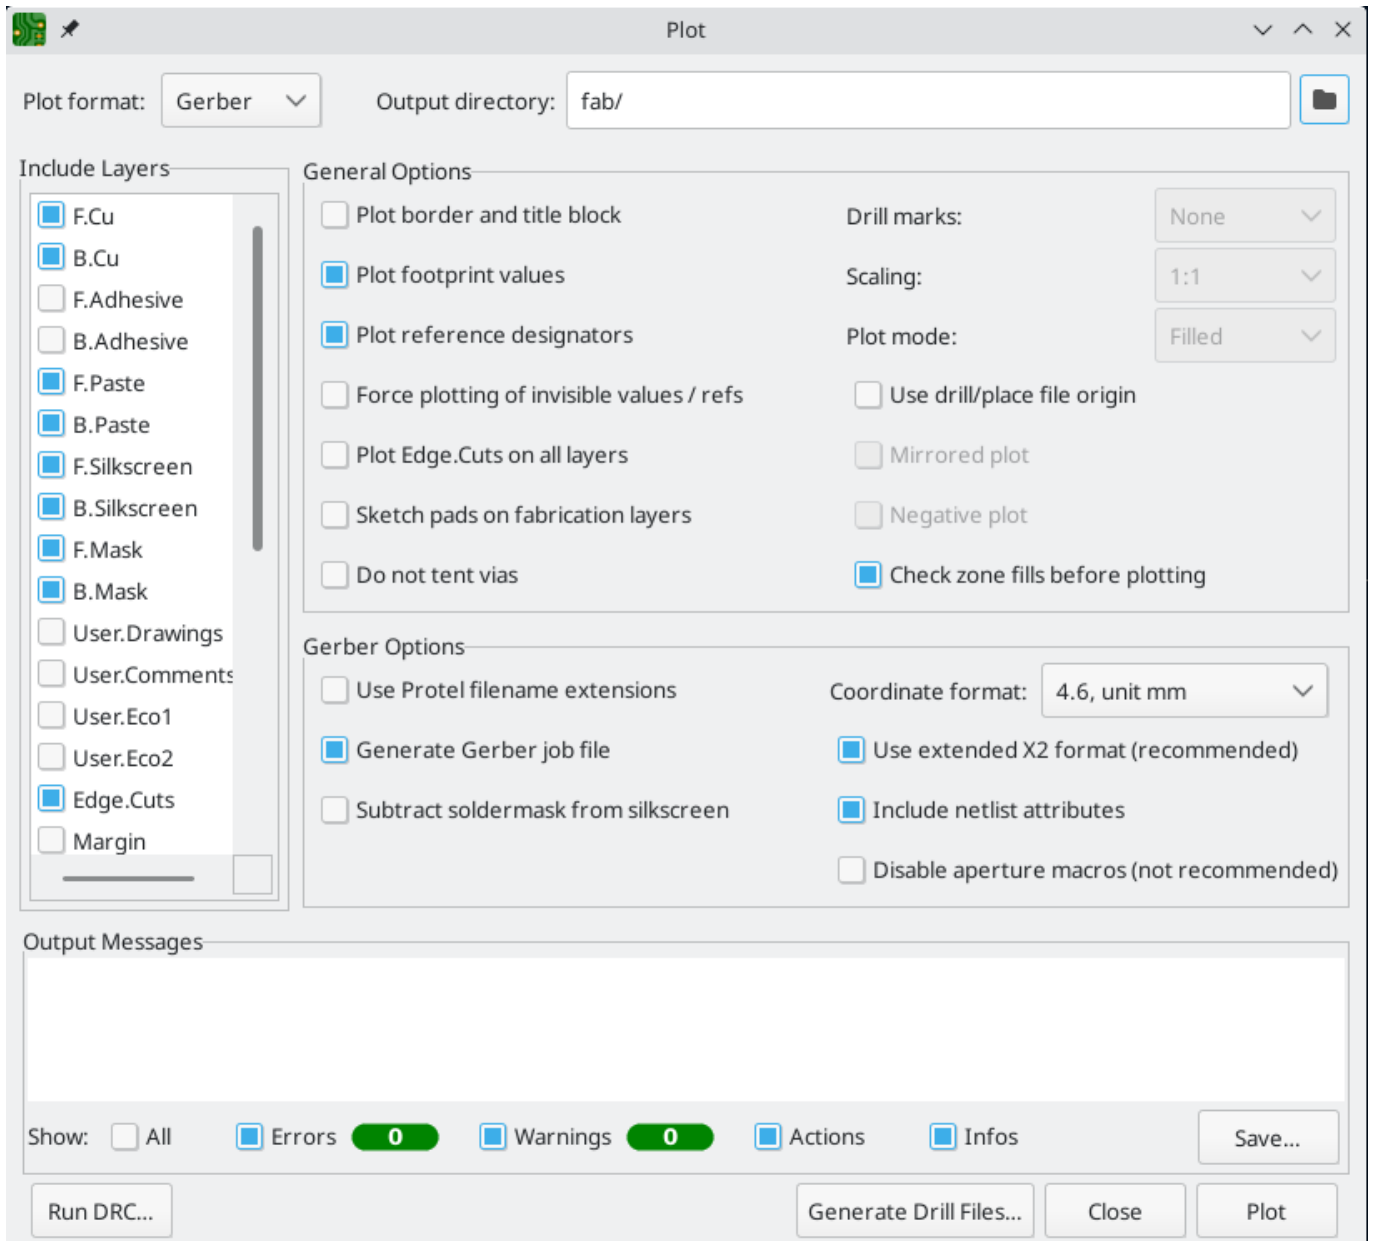 Plot
Plot format: Gerber Output directory: fab/
Include Layers
F.Cu
B.Cu
F.Adhesive
B.Adhesive
F.Paste
B.Paste
F.Silkscreen
B.Silkscreen
F.Mask
B.Mask
User.Drawings
User.Comments
User.Eco1
User.Eco2
Edge.Cuts
Margin
General Options
Plot border and title block
Plot footprint values
Plot reference designators
Force plotting of invisible values / refs
Plot Edge.Cuts on all layers
Sketch pads on fabrication layers
Do not tent vias
Drill marks: None
Scaling: 1:1
Plot mode: Filled
Use drill/place file origin
Mirrored plot
Negative plot
Check zone fills before plotting
Gerber Options
Use Protel filename extensions
Generate Gerber job file
Subtract soldermask from silkscreen
Coordinate format: 4.6, unit mm
Use extended X2 format (recommended)
Include netlist attributes
Disable aperture macros (not recommended)
Output Messages
Show: All Errors 0 Warnings 0 Actions Infos Save...
Run DRC... Generate Drill Files... Close Plot